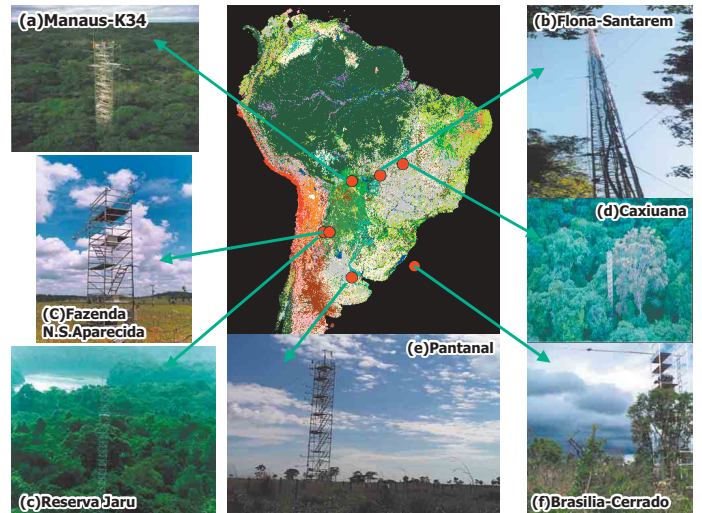 (a)Manaus-K34
(b)Flona-Santarem
(C)Fazenda
N.S.Aparecida
(d)Caxiuana
(e)Pantanal
(c)Reserva Jaru
(f)Brasilia-Cerrado